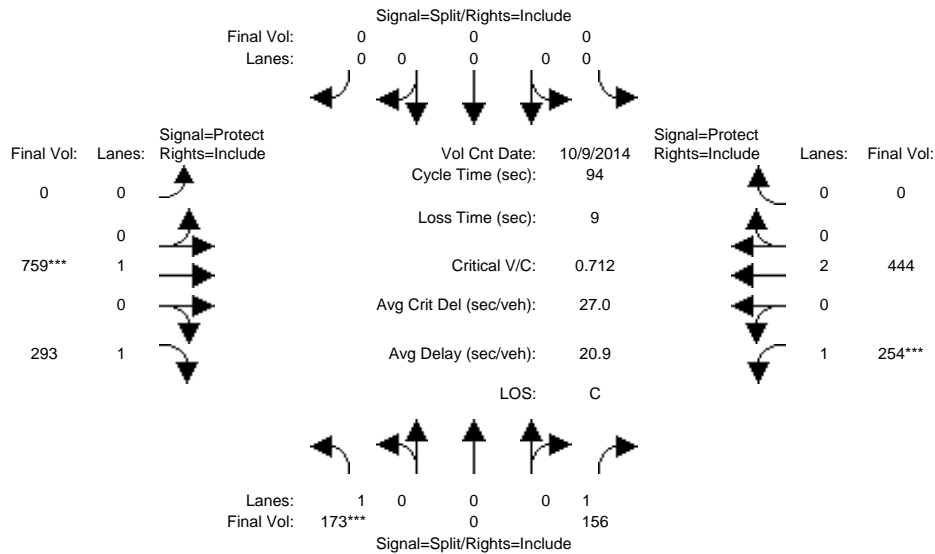 Signal=Split/Rights=Include
Final Vol: 0 0 0
Lanes: 0 0 0 0 0
Signal=Protect Signal=Protect
Final Vol: Lanes: Rights=Include Vol Cnt Date: 10/9/2014 Rights=Include Lanes: Final Vol:
Cycle Time (sec): 94
0 0 0 0
Loss Time (sec): 9
0 0
759*** 1 Critical V/C: 0.712 2 444
0 Avg Crit Del (sec/veh): 27.0 0
293 1 Avg Delay (sec/veh): 20.9 1 254***
LOS: C
Lanes: 1 0 0 0 1
Final Vol: 173*** 0 156
Signal=Split/Rights=Include